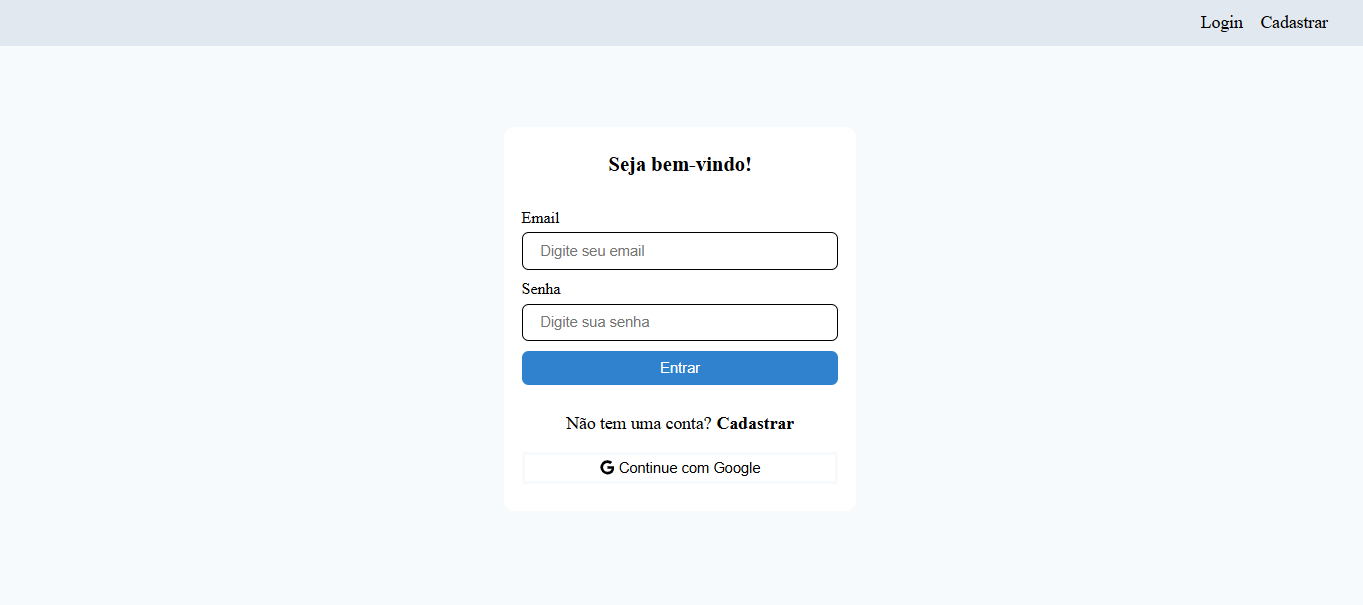 Login Cadastrar
Seja bem-vindo!
Email
Digite seu email
Senha
Digite sua senha
Entrar
Não tem uma conta? Cadastrar
Continue com Google